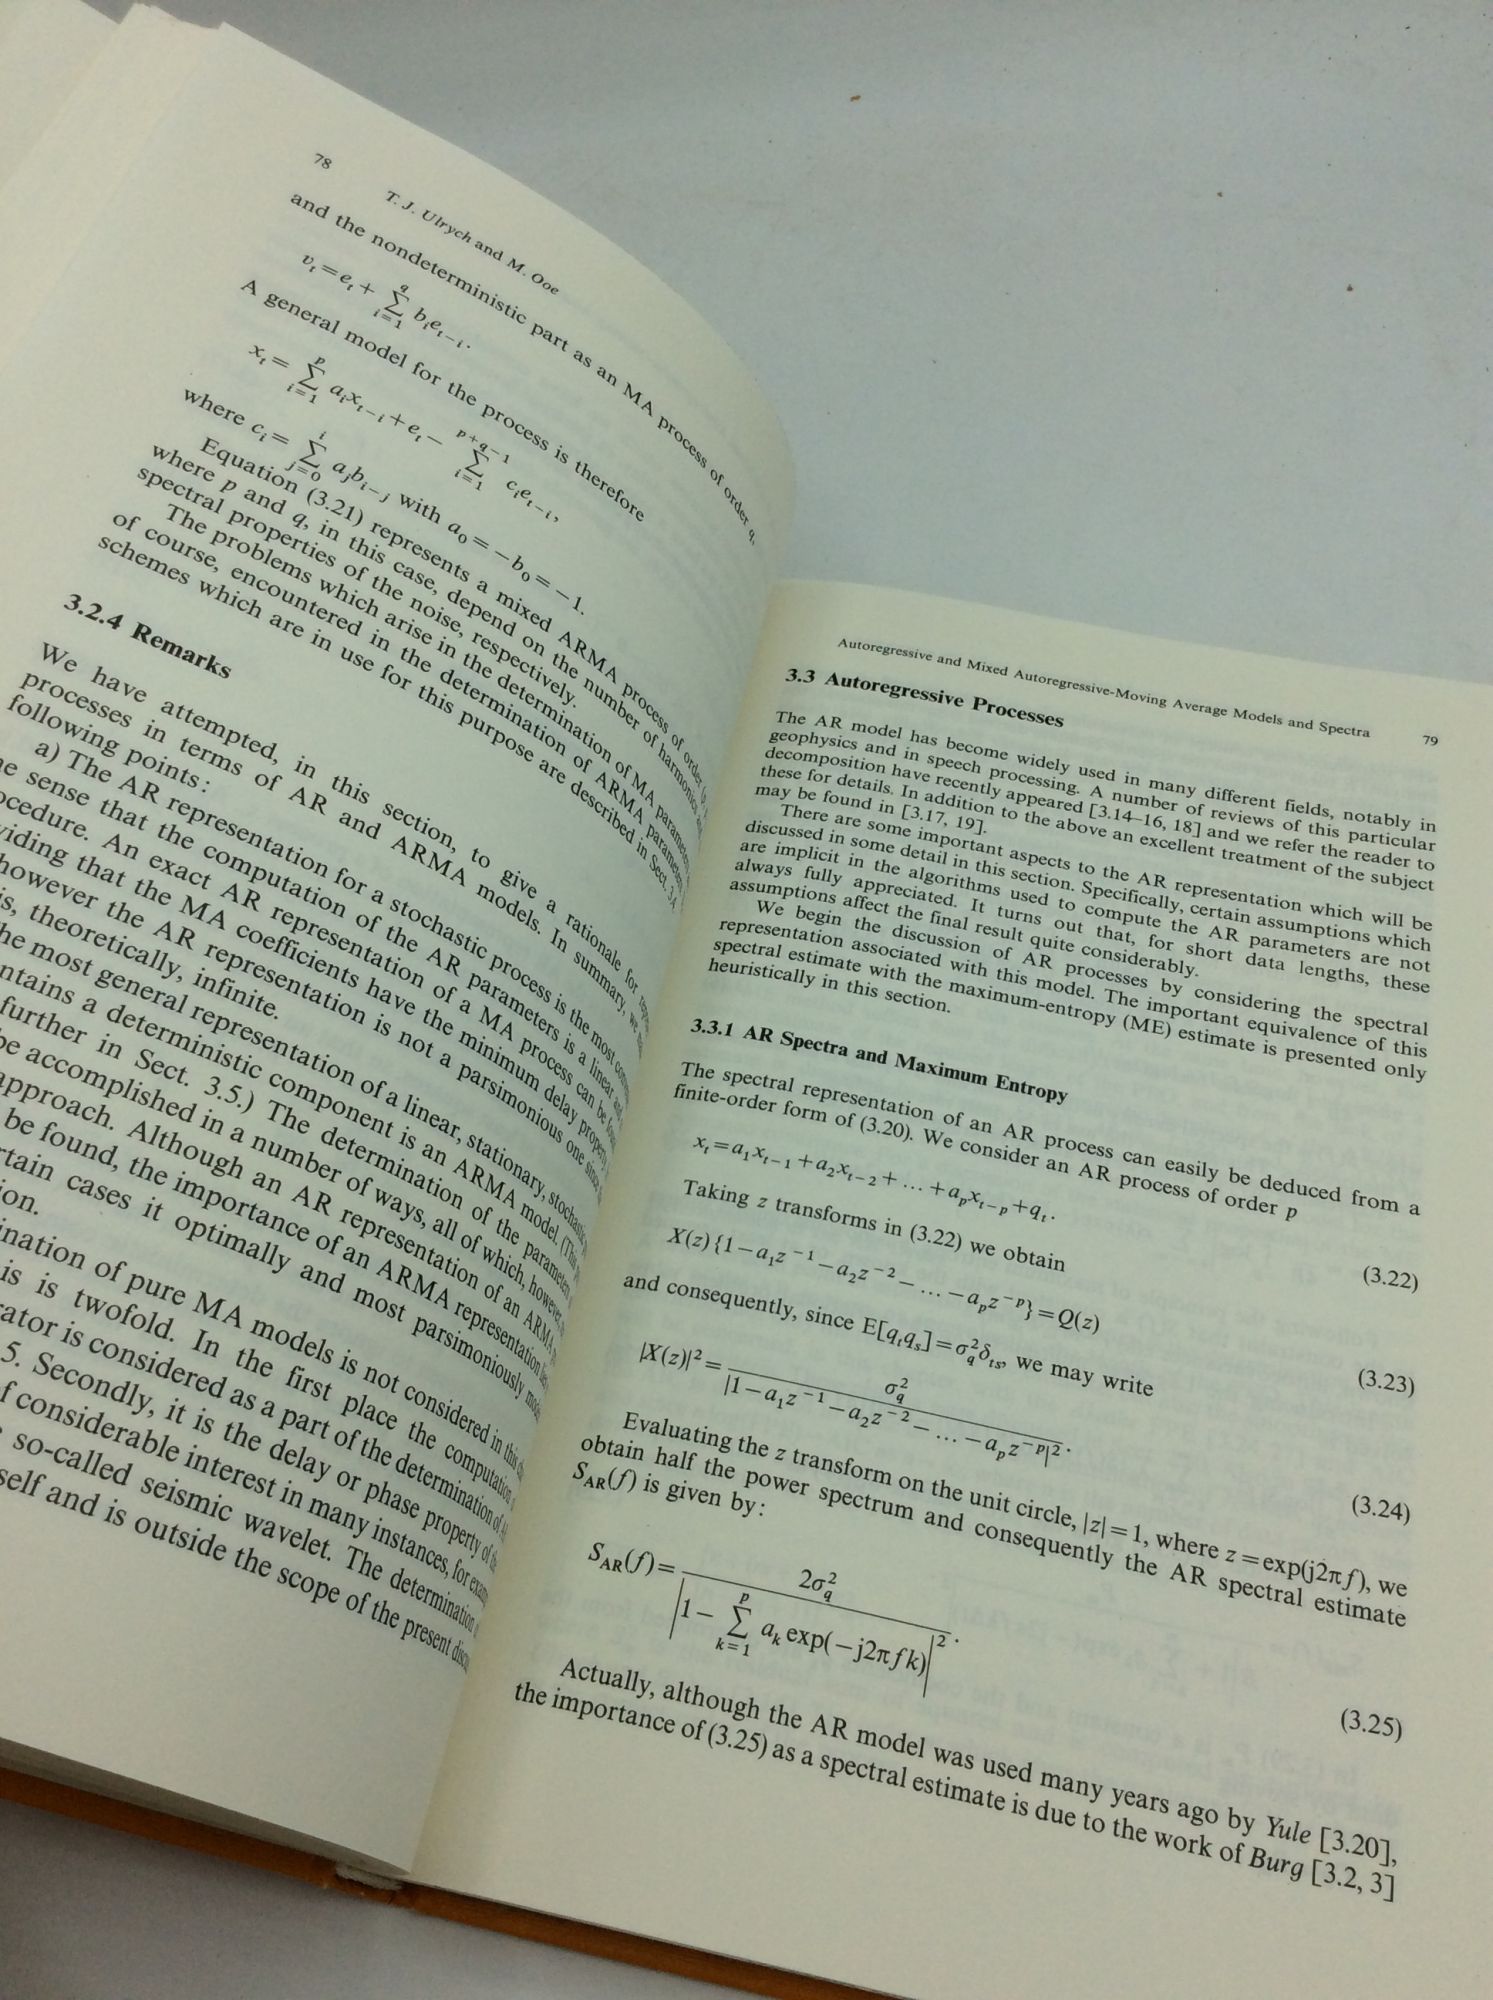 78
T. J. Ulrych and M. Ooe
and the nondeterministic part as an MA process of order q,
v_t = e_t + \sum_{i=1}^{q} b_i e_{t-i}.
A general model for the process is therefore
x_t = \sum_{i=1}^{p} a_i x_{t-i} + e_t - \sum_{i=1}^{p+q-1} c_i e_{t-i},
where c_i = \sum_{j=0}^{i} a_j b_{i-j} with a_0 = -b_0 = -1.
Equation (3.21) represents a mixed ARMA process of order
where p and q, in this case, depend on the number of harmonics
spectral properties of the noise, respectively.
The problems which arise in the determination of MA parameters
of course, encountered in the determination of ARMA parameters
schemes which are in use for this purpose are described in Sect.
3.2.4 Remarks
We have attempted, in this section, to give a rationale for
processes in terms of AR and ARMA models. In summary, we
following points:
a) The AR representation for a stochastic process is the most
sense that the computation of the AR parameters is a linear
An exact AR representation of a MA process can be
that the MA coefficients have the minimum delay property
however the AR representation is not a parsimonious one since
theoretically, infinite.
most general representation of a linear, stationary, stochastic
a deterministic component is an ARMA model. (This
further in Sect. 3.5.) The determination of the parameters
be accomplished in a number of ways, all of which, however,
approach. Although an AR representation of an ARMA
be found, the importance of an ARMA representation
cases it optimally and most parsimoniously
of pure MA models is not considered in this
is twofold. In the first place the computation
is considered as a part of the determination of
5. Secondly, it is the delay or phase property of the
considerable interest in many instances, for
so-called seismic wavelet. The determination
and is outside the scope of the present
Autoregressive and Mixed Autoregressive-Moving Average Models and Spectra 79
3.3 Autoregressive Processes
The AR model has become widely used in many different fields, notably in
geophysics and in speech processing. A number of reviews of this particular
decomposition have recently appeared [3.14–16, 18] and we refer the reader to
these for details. In addition to the above an excellent treatment of the subject
may be found in [3.17, 19].
There are some important aspects to the AR representation which will be
discussed in some detail in this section. Specifically, certain assumptions which
are implicit in the algorithms used to compute the AR parameters are not
always fully appreciated. It turns out that, for short data lengths, these
assumptions affect the final result quite considerably.
We begin the discussion of AR processes by considering the spectral
representation associated with this model. The important equivalence of this
spectral estimate with the maximum-entropy (ME) estimate is presented only
heuristically in this section.
3.3.1 AR Spectra and Maximum Entropy
The spectral representation of an AR process can easily be deduced from a
finite-order form of (3.20). We consider an AR process of order p
x_t = a_1 x_{t-1} + a_2 x_{t-2} + ... + a_p x_{t-p} + q_t. (3.22)
Taking z transforms in (3.22) we obtain
X(z){1 - a_1 z^{-1} - a_2 z^{-2} - ... - a_p z^{-p}} = Q(z) (3.23)
and consequently, since E[q_t q_s] = σ_q^2 δ_{ts}, we may write
|X(z)|^2 = \frac{σ_q^2}{|1 - a_1 z^{-1} - a_2 z^{-2} - ... - a_p z^{-p}|^2}. (3.24)
Evaluating the z transform on the unit circle, |z| = 1, where z = exp(j2πf), we
obtain half the power spectrum and consequently the AR spectral estimate
S_{AR}(f) is given by:
S_{AR}(f) = \frac{2σ_q^2}{|1 - \sum_{k=1}^{p} a_k exp(-j2πfk)|^2}. (3.25)
Actually, although the AR model was used many years ago by Yule [3.20],
the importance of (3.25) as a spectral estimate is due to the work of Burg [3.2, 3]